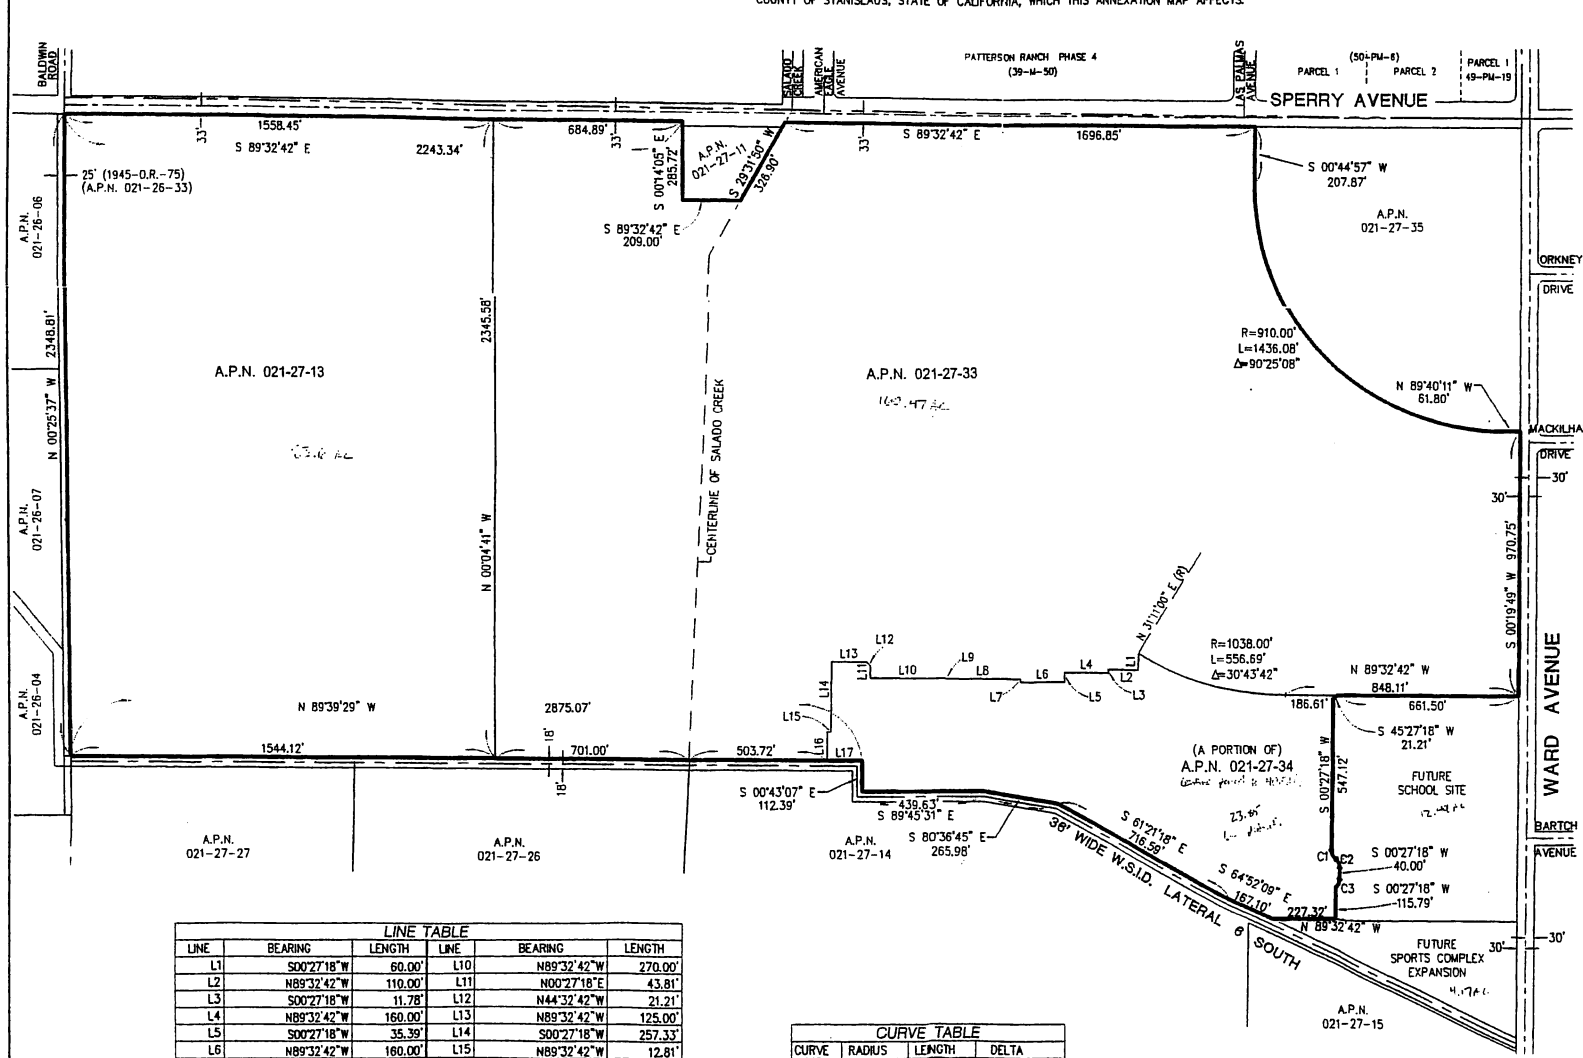 COUNTY OF STANISLAUS, STATE OF CALIFORNIA, WHICH THIS ANNEXATION MAP AFFECTS.
BALDWIN
ROAD
SALADO
CREEK
AMERICAN
EAGLE
AVENUE
PATTERSON RANCH PHASE 4
(39-M-50)
LAS PALMAS
AVENUE
(50-PM-6)
PARCEL 1
PARCEL 2
PARCEL 1
49-PM-19
SPERRY AVENUE
1558.45'
33'
S 89°32'42" E
2243.34'
684.89'
33'
S 00°14'05" E
285.72'
A.P.N.
021-27-11
S 29°31'50" W
326.90'
33'
S 89°32'42" E
1696.85'
S 00°44'57" W
207.87'
25' (1945-O.R.-75)
(A.P.N. 021-26-33)
A.P.N.
021-26-06
S 89°32'42" E
209.00'
A.P.N.
021-27-35
ORKNEY
DRIVE
2348.81'
N 00°25'37" W
2345.58'
N 00°04'41" W
R=910.00'
L=1436.08'
Δ=90°25'08"
A.P.N. 021-27-13
A.P.N. 021-27-33
N 89°40'11" W
61.80'
MACKILHA
DRIVE
CENTERLINE OF SALADO CREEK
30'
30'
A.P.N.
021-26-07
S 00°19'49" W 970.75'
N 31°11'00" E (R)
R=1038.00'
L=556.69'
Δ=30°43'42"
L13
L12
L11
L10
L9
L8
L7
L6
L5
L4
L3
L2
L1
L14
L15
L16
L17
N 89°32'42" W
848.11'
186.61'
661.50'
WARD AVENUE
A.P.N.
021-26-04
N 89°39'29" W
2875.07'
1544.12'
18'
18'
701.00'
503.72'
S 45°27'18" W
21.21'
(A PORTION OF)
A.P.N. 021-27-34
S 00°27'18" W
547.12'
FUTURE
SCHOOL SITE
S 00°43'07" E
112.39'
439.63'
S 89°45'31" E
S 80°36'45" E
265.98'
S 61°21'18" E
716.59'
36' WIDE W.S.I.D. LATERAL 6 SOUTH
S 64°52'09" E
167.10'
227.32'
N 89°32'42" W
C1
C2
C3
S 00°27'18" W
40.00'
S 00°27'18" W
115.79'
BARTCH
AVENUE
A.P.N.
021-27-27
A.P.N.
021-27-26
A.P.N.
021-27-14
FUTURE
SPORTS COMPLEX
EXPANSION
4.17 AC.
30'
30'
A.P.N.
021-27-15
LINE TABLE
LINE BEARING LENGTH LINE BEARING LENGTH
L1 S00°27'18"W 60.00' L10 N89°32'42"W 270.00'
L2 N89°32'42"W 110.00' L11 N00°27'18"E 43.81'
L3 S00°27'18"W 11.78' L12 N44°32'42"W 21.21'
L4 N89°32'42"W 160.00' L13 N89°32'42"W 125.00'
L5 S00°27'18"W 35.39' L14 S00°27'18"W 257.33'
L6 N89°32'42"W 160.00' L15 N89°32'42"W 12.81'
CURVE TABLE
CURVE RADIUS LENGTH DELTA